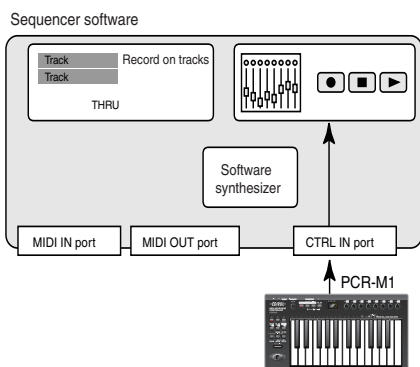 Sequencer software
Track Record on tracks
Track
THRU
Software
synthesizer
MIDI IN port MIDI OUT port CTRL IN port
PCR-M1